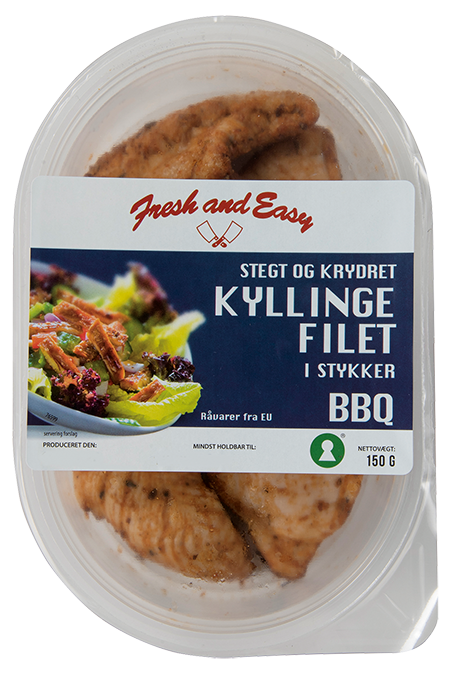 Fresh and Easy
STEGT OG KRYDRET
KYLLINGE
FILET
I STYKKER
BBQ
Råvarer fra EU
servering forslag
PRODUCERET DEN:
MINDST HOLDBAR TIL:
®
NETTOVÆGT:
150 G